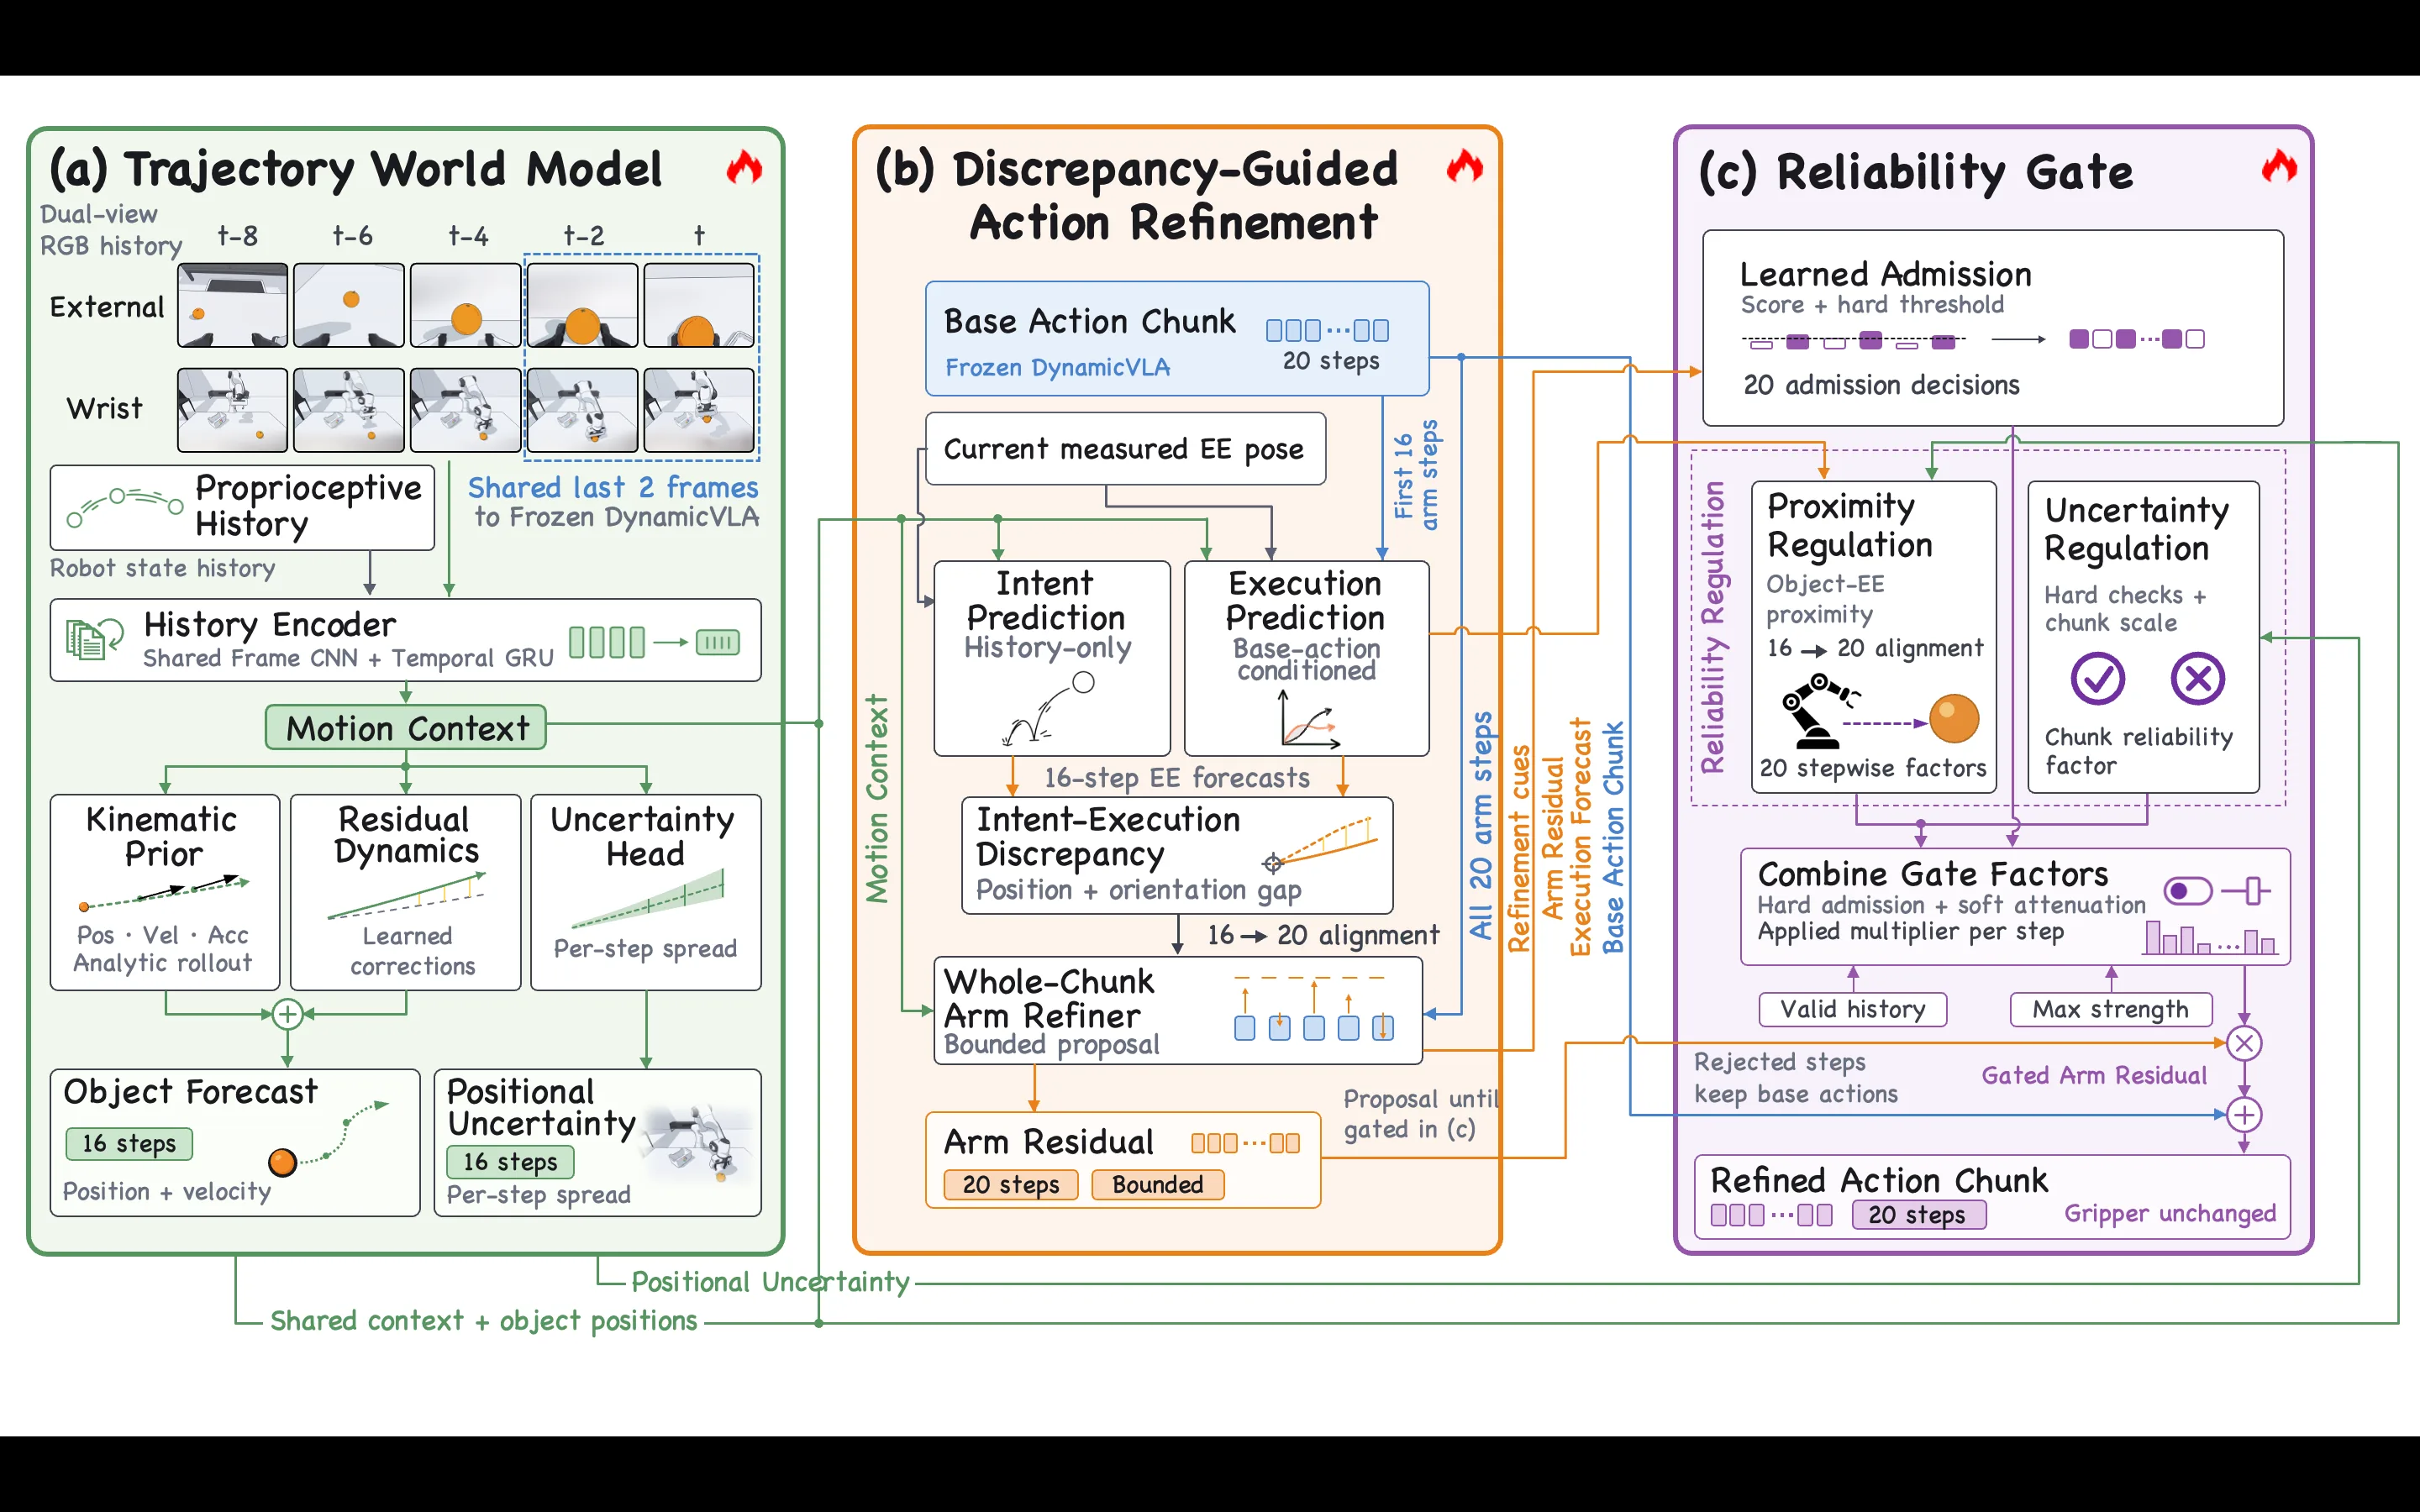 (a) Trajectory World Model
Dual-view
RGB history
t-8
t-6
t-4
t-2
t
External
Wrist
Proprioceptive
History
Robot state history
Shared last 2 frames
to Frozen DynamicVLA
History Encoder
Shared Frame CNN + Temporal GRU
Motion Context
Kinematic
Prior
Pos · Vel · Acc
Analytic rollout
Residual
Dynamics
Learned
corrections
Uncertainty
Head
Per-step spread
Object Forecast
16 steps
Position + velocity
Positional
Uncertainty
16 steps
Per-step spread
Positional Uncertainty
Shared context + object positions
(b) Discrepancy-Guided
Action Refinement
Base Action Chunk
Frozen DynamicVLA
20 steps
Current measured EE pose
First 16
arm steps
Intent
Prediction
History-only
Execution
Prediction
Base-action
conditioned
Motion Context
16-step EE forecasts
Intent-Execution
Discrepancy
Position + orientation gap
16 → 20 alignment
Whole-Chunk
Arm Refiner
Bounded proposal
Arm Residual
20 steps
Bounded
Proposal until
gated in (c)
All 20 arm steps
Refinement cues
Arm Residual
Execution Forecast
Base Action Chunk
(c) Reliability Gate
Learned Admission
Score + hard threshold
20 admission decisions
Reliability Regulation
Proximity
Regulation
Object-EE
proximity
16 → 20 alignment
20 stepwise factors
Uncertainty
Regulation
Hard checks +
chunk scale
Chunk reliability
factor
Combine Gate Factors
Hard admission + soft attenuation
Applied multiplier per step
Valid history
Max strength
Rejected steps
keep base actions
Gated Arm Residual
Refined Action Chunk
20 steps
Gripper unchanged